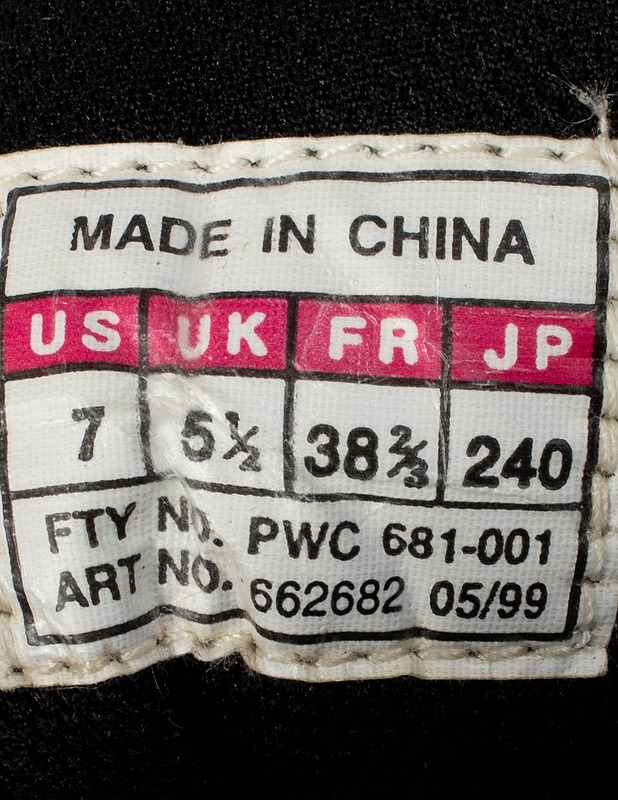 MADE IN CHINA
US UK FR JP
7 5½ 38⅔ 240
FTY NO. PWC 681-001
ART NO. 662682 05/99